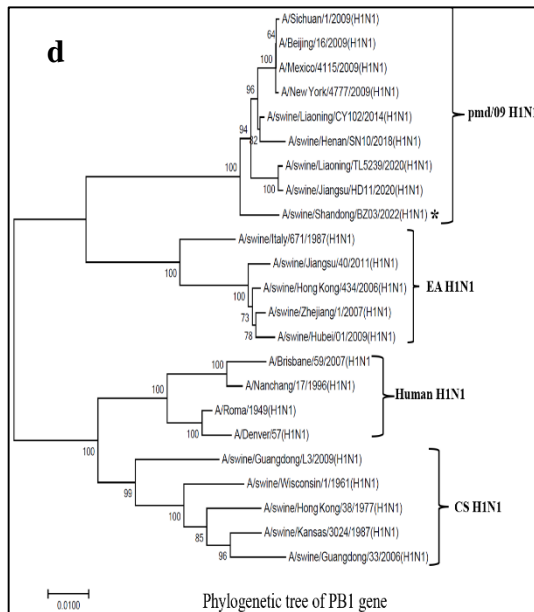 d
A/Sichuan/1/2009(H1N1)
64
A/Beijing/16/2009(H1N1)
100
A/Mexico/4115/2009(H1N1)
96
A/New York/4777/2009(H1N1)
A/swine/Liaoning/CY102/2014(H1N1)
pmd/09 H1N1
94
82
A/swine/Henan/SN10/2018(H1N1)
100
A/swine/Liaoning/TL5239/2020(H1N1)
100
A/swine/Jiangsu/HD11/2020(H1N1)
A/swine/Shandong/BZ03/2022(H1N1) *
A/swine/Italy/671/1987(H1N1)
100
A/swine/Jiangsu/40/2011(H1N1)
100
A/swine/Hong Kong/434/2006(H1N1)
EA H1N1
73
A/swine/Zhejiang/1/2007(H1N1)
78
A/swine/Hubei/01/2009(H1N1)
100
A/Brisbane/59/2007(H1N1
100
A/Nanchang/17/1996(H1N1)
Human H1N1
A/Roma/1949(H1N1)
100
A/Denver/57(H1N1)
100
A/swine/Guangdong/L3/2009(H1N1)
99
A/swine/Wisconsin/1/1961(H1N1)
100
A/swine/Hong Kong/38/1977(H1N1)
CS H1N1
85
A/swine/Kansas/3024/1987(H1N1)
96
A/swine/Guangdong/33/2006(H1N1)
0.0100
Phylogenetic tree of PB1 gene